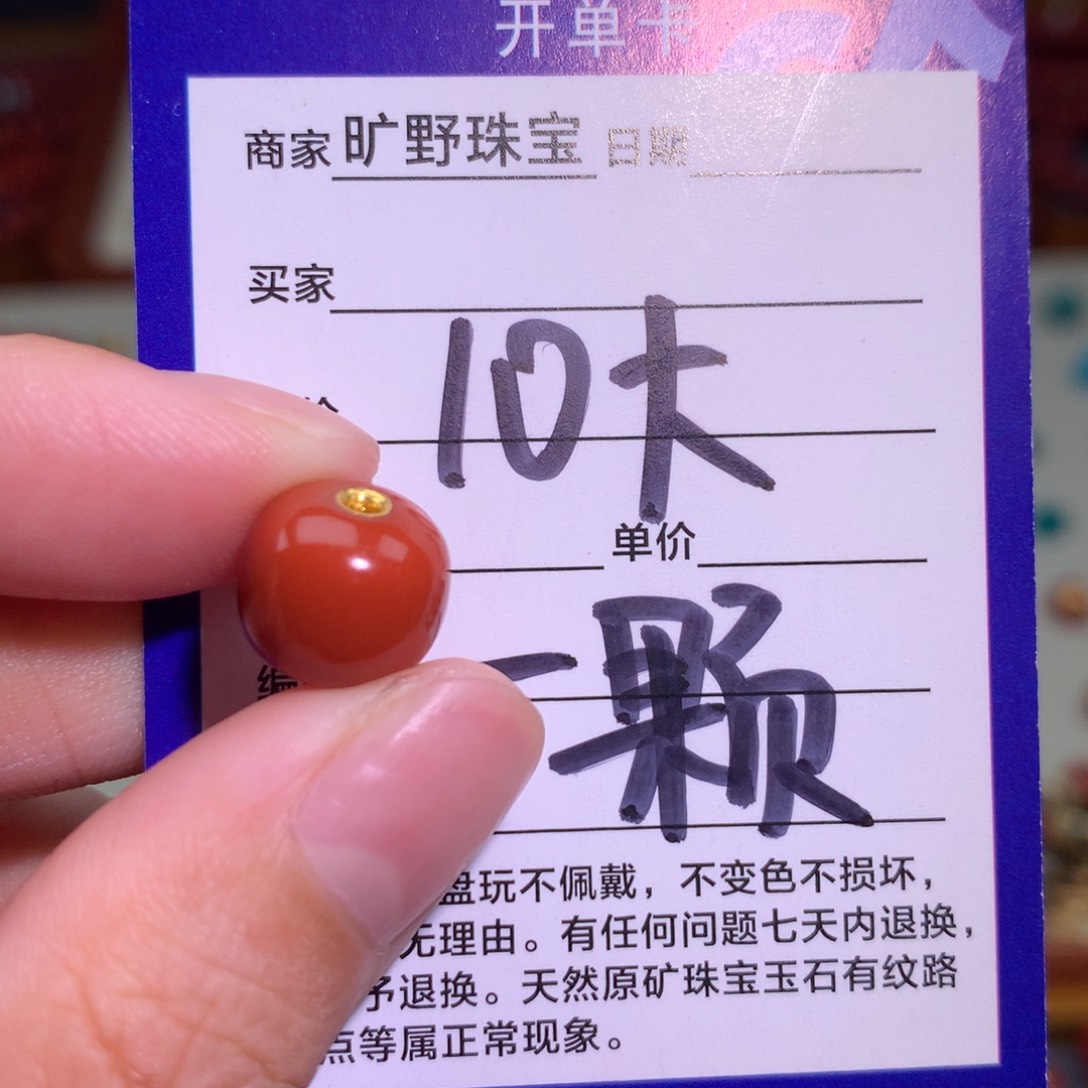 开单卡
商家 旷野珠宝 日期
买家
价 10大
单价
编 一颗
盘玩不佩戴，不变色不损坏，
无理由。有任何问题七天内退换，
予退换。天然原矿珠宝玉石有纹路
点等属正常现象。